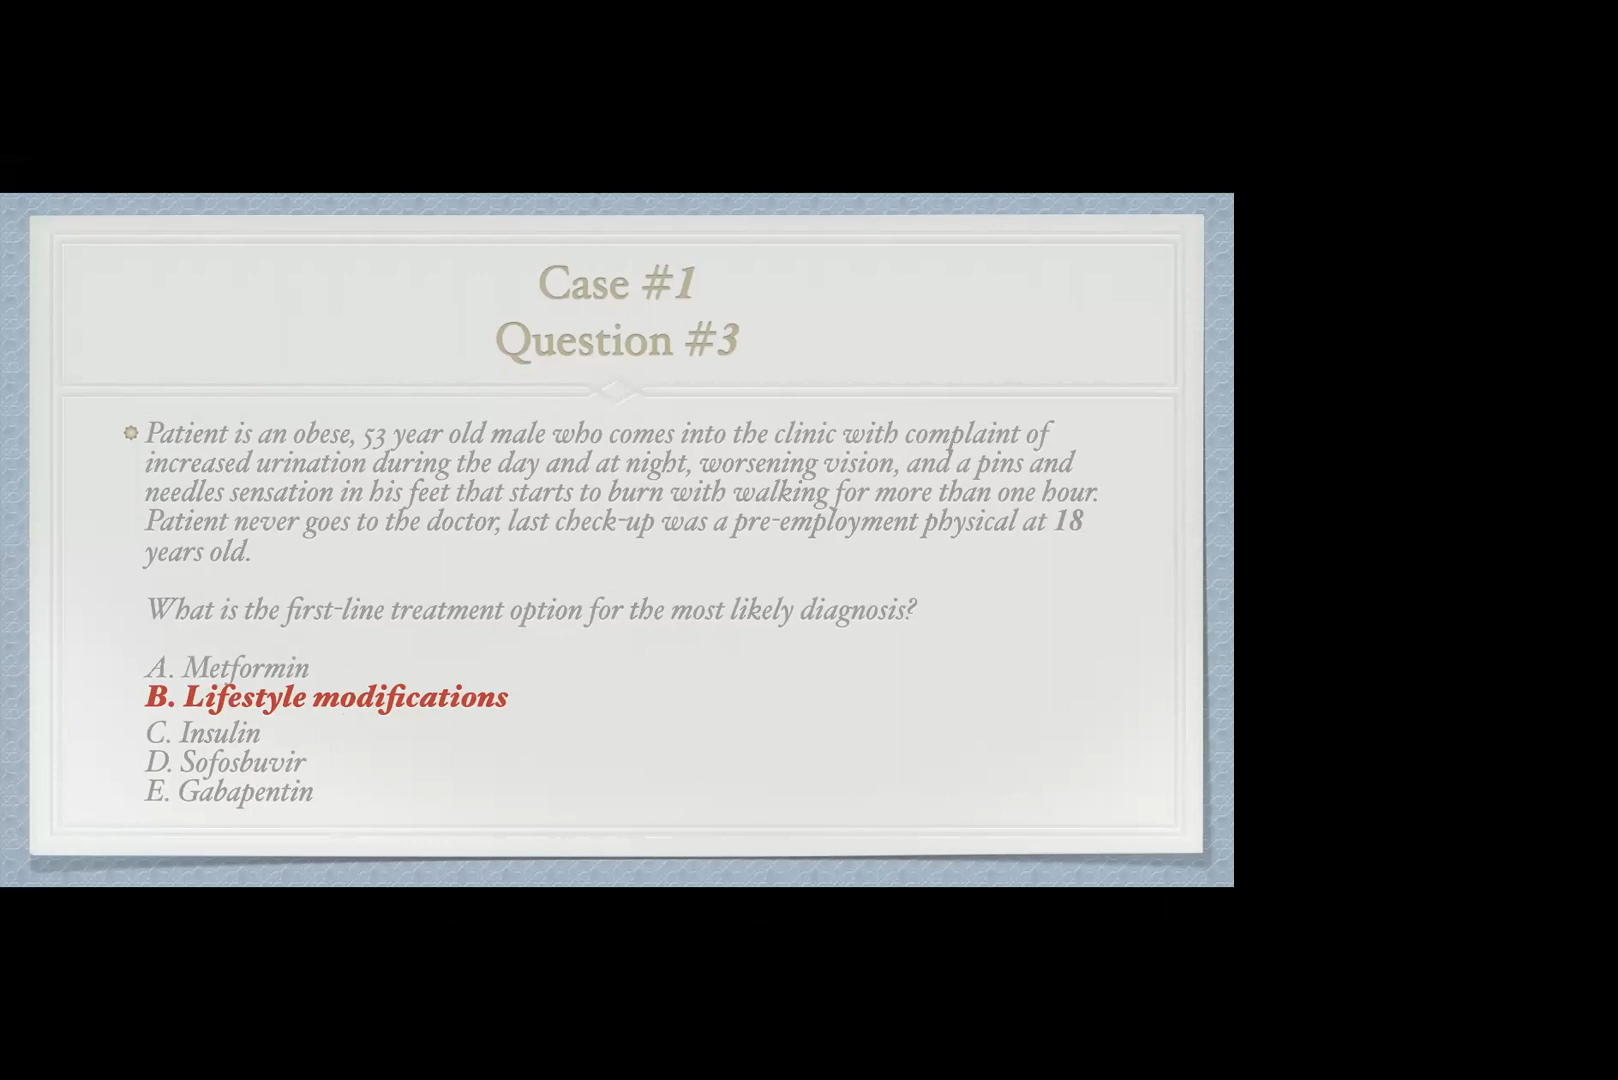 Case #1
Question #3
Patient is an obese, 53 year old male who comes into the clinic with complaint of
increased urination during the day and at night, worsening vision, and a pins and
needles sensation in his feet that starts to burn with walking for more than one hour.
Patient never goes to the doctor, last check-up was a pre-employment physical at 18
years old.
What is the first-line treatment option for the most likely diagnosis?
A. Metformin
B. Lifestyle modifications
C. Insulin
D. Sofosbuvir
E. Gabapentin